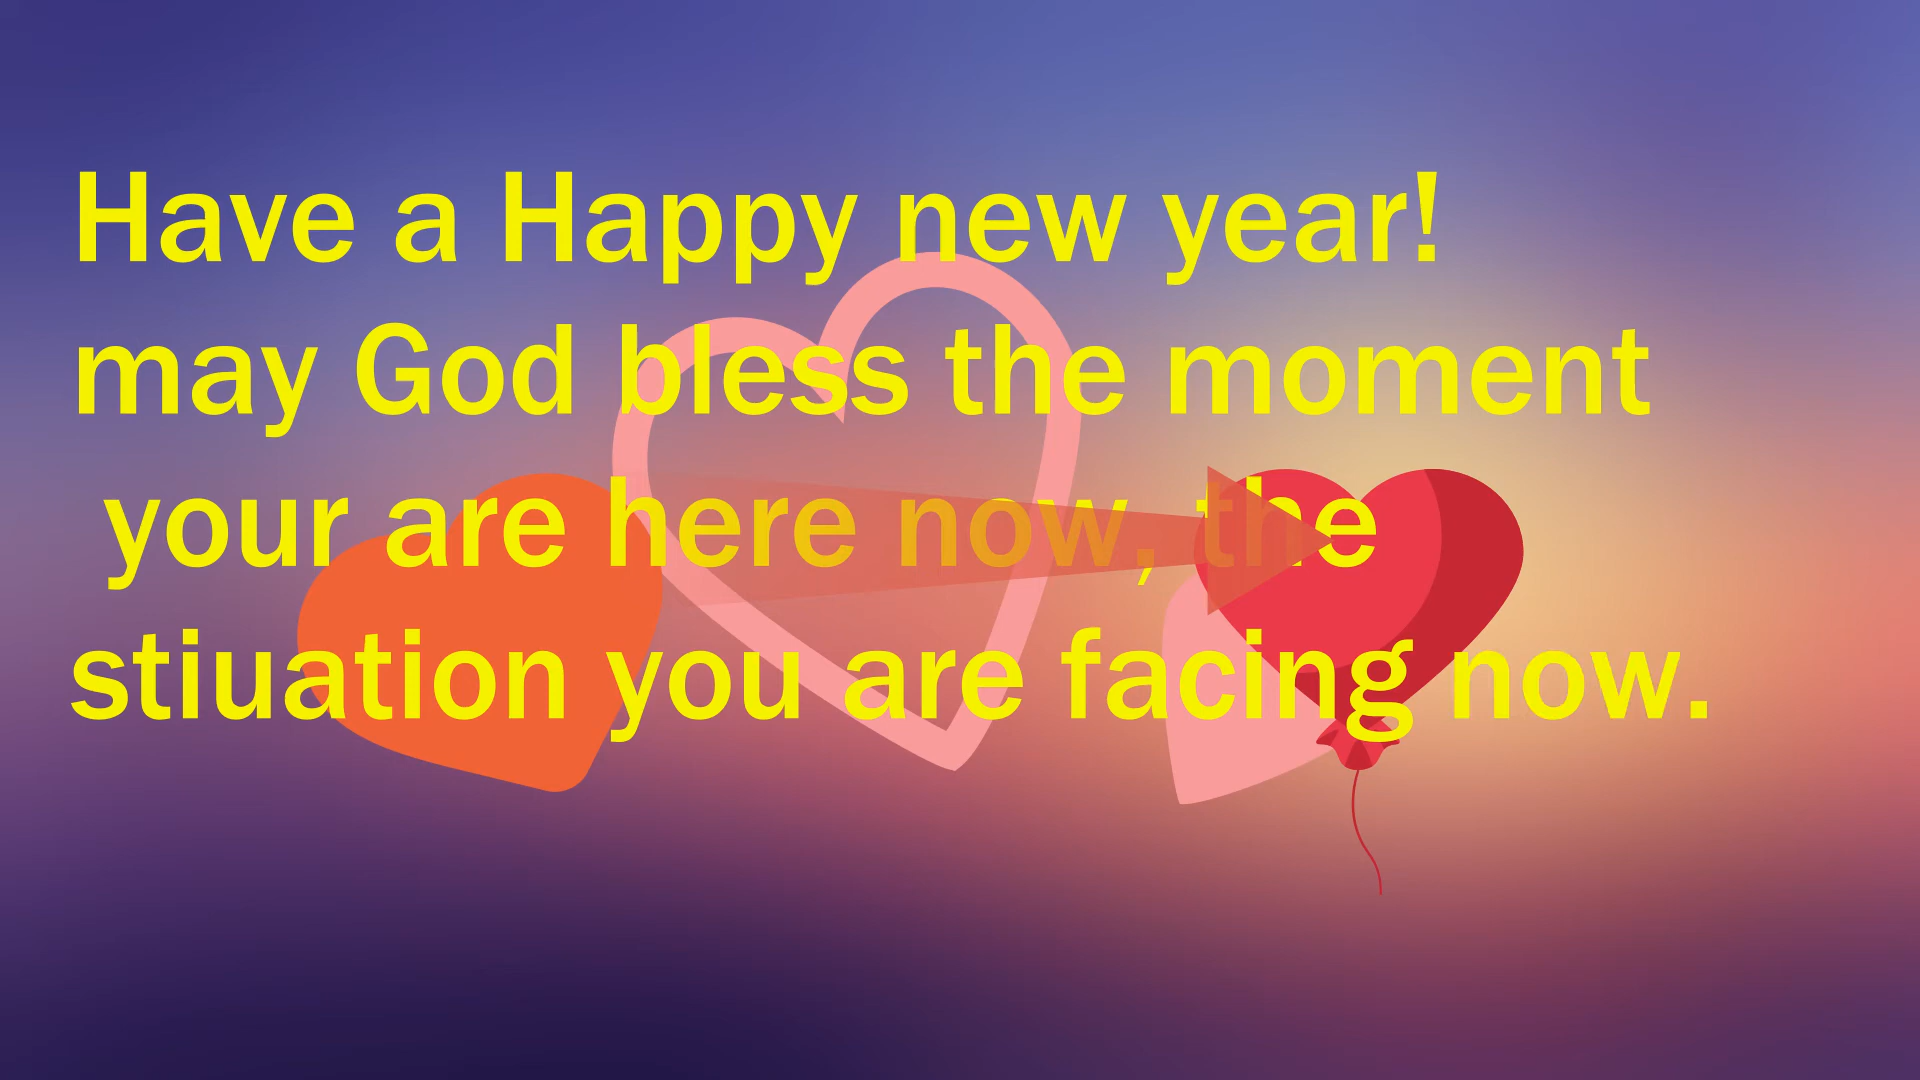 Have a Happy new year!
may God bless the moment
your are here now, the
stiuation you are facing now.